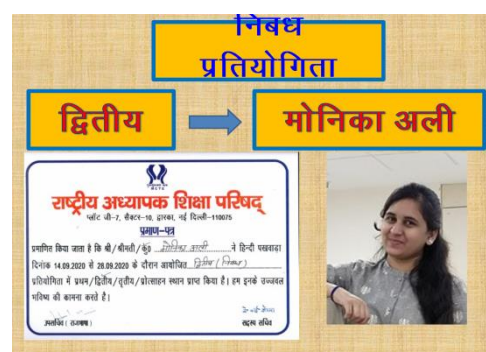 निबंध
प्रतियोगिता
द्वितीय
मोनिका अली
राष्ट्रीय अध्यापक शिक्षा परिषद्
प्लॉट जी-7, सैक्टर-10, द्वारका, नई दिल्ली-110075
प्रमाण-पत्र
प्रमाणित किया जाता है कि श्री/श्रीमती/कु० मोनिका अली ने हिन्दी पखवाड़ा
दिनांक 14.09.2020 से 28.09.2020 के दौरान आयोजित द्वितीय (निबंध)
प्रतियोगिता में प्रथम/द्वितीय/तृतीय/प्रोत्साहन स्थान प्राप्त किया है। हम इनके उज्जवल
भविष्य की कामना करते है।
उपसचिव (राजभाषा)
सदस्य सचिव